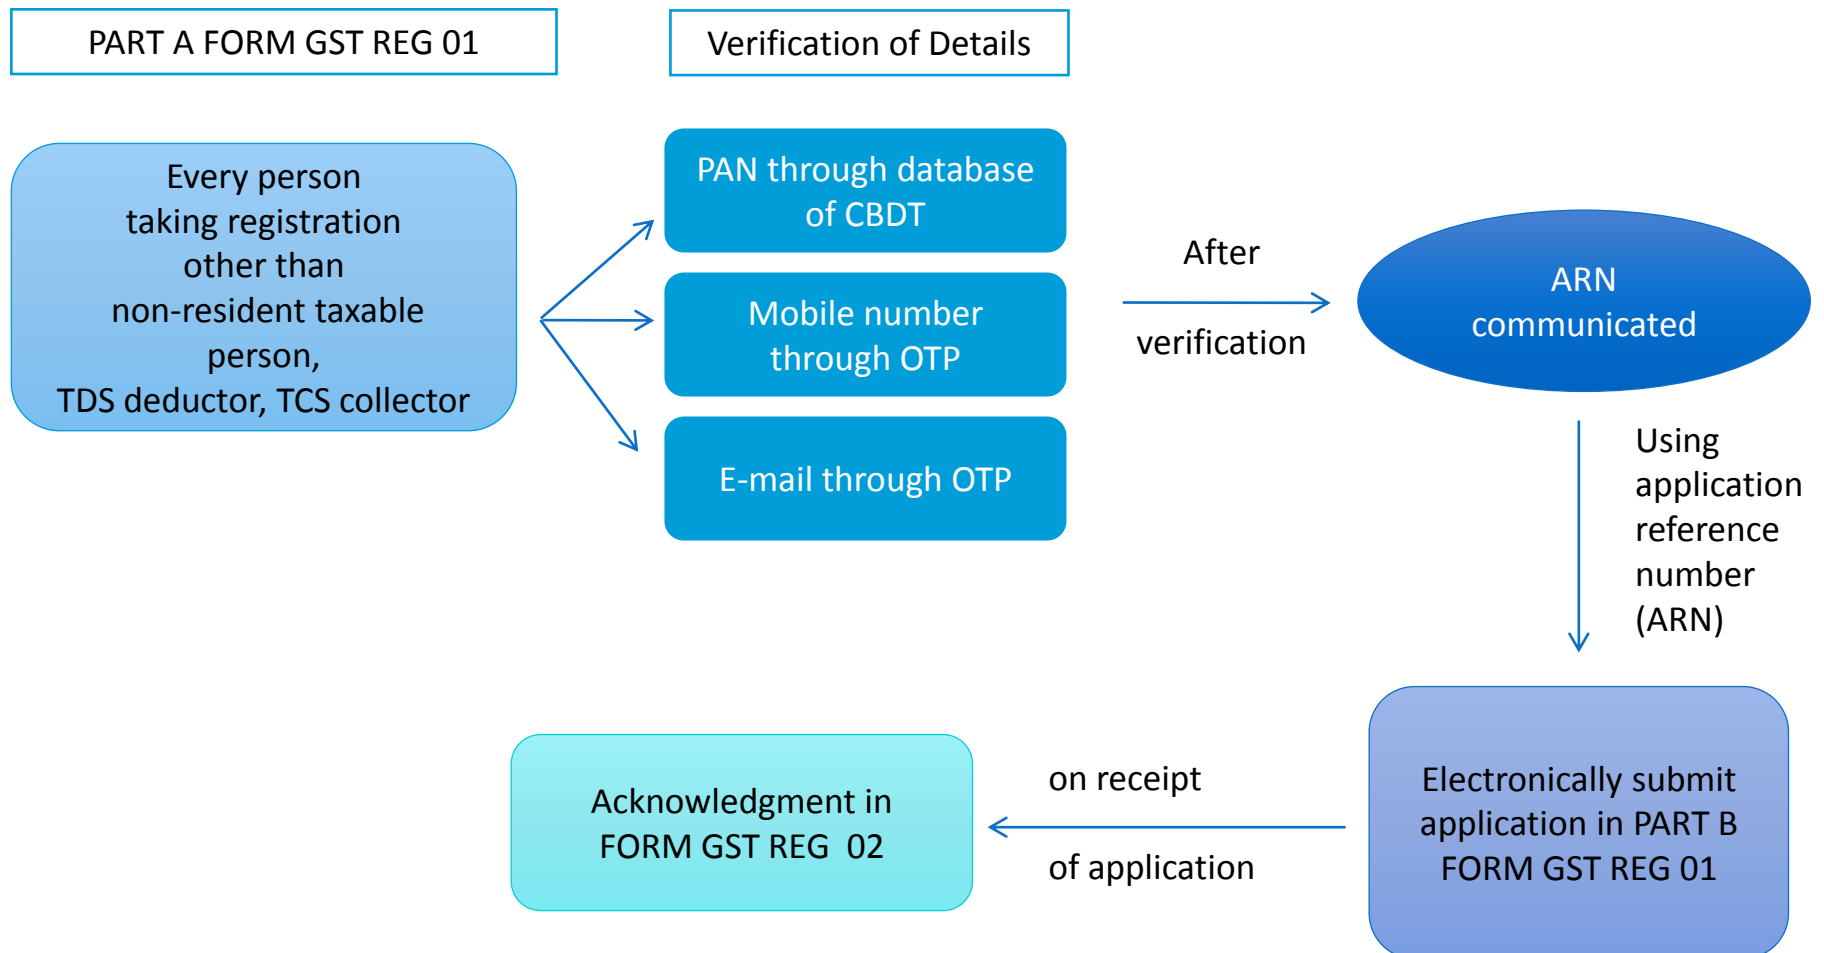 PART A FORM GST REG 01
Verification of Details
Every person
taking registration
other than
non-resident taxable
person,
TDS deductor, TCS collector
PAN through database
of CBDT
Mobile number
through OTP
E-mail through OTP
After
verification
ARN
communicated
Using
application
reference
number
(ARN)
Electronically submit
application in PART B
FORM GST REG 01
on receipt
of application
Acknowledgment in
FORM GST REG  02